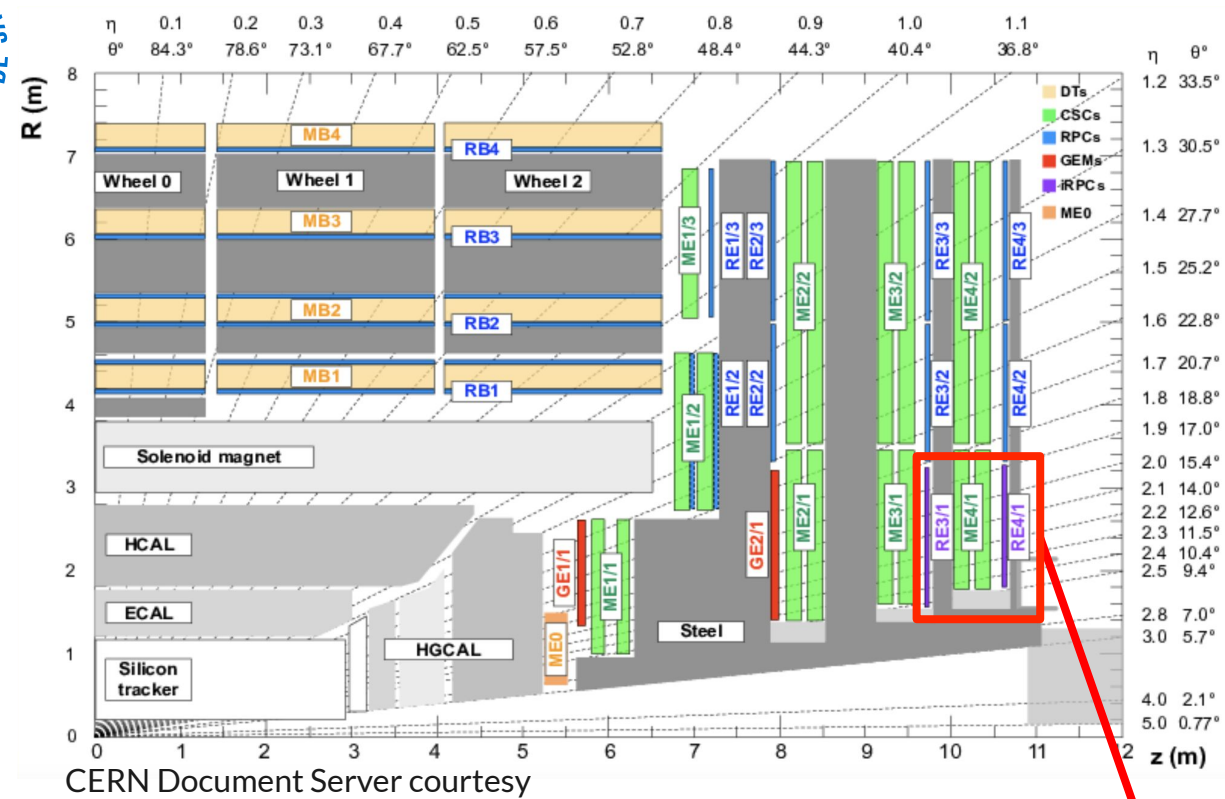 η 0.1 0.2 0.3 0.4 0.5 0.6 0.7 0.8 0.9 1.0 1.1
θ° 84.3° 78.6° 73.1° 67.7° 62.5° 57.5° 52.8° 48.4° 44.3° 40.4° 36.8°
η θ°
R (m)
8
7
6
5
4
3
2
1
0
1.2 33.5°
1.3 30.5°
1.4 27.7°
1.5 25.2°
1.6 22.8°
1.7 20.7°
1.8 18.8°
1.9 17.0°
2.0 15.4°
2.1 14.0°
2.2 12.6°
2.3 11.5°
2.4 10.4°
2.5 9.4°
2.8 7.0°
3.0 5.7°
4.0 2.1°
5.0 0.77°
DTs
CSCs
RPCs
GEMs
iRPCs
ME0
MB4
RB4
Wheel 0
Wheel 1
Wheel 2
MB3
RB3
MB2
RB2
MB1
RB1
Solenoid magnet
HCAL
ECAL
Silicon
tracker
HGCAL
Steel
ME1/3
RE1/3
RE2/3
ME4/2
ME3/2
RE3/3
ME4/2
RE4/3
ME1/2
RE1/2
RE2/2
RE3/2
RE4/2
GE1/1
ME1/1
ME0
GE2/1
ME2/1
ME3/1
RE3/1
ME4/1
RE4/1
0 1 2 3 4 5 6 7 8 9 10 11 12 z (m)
CERN Document Server courtesy